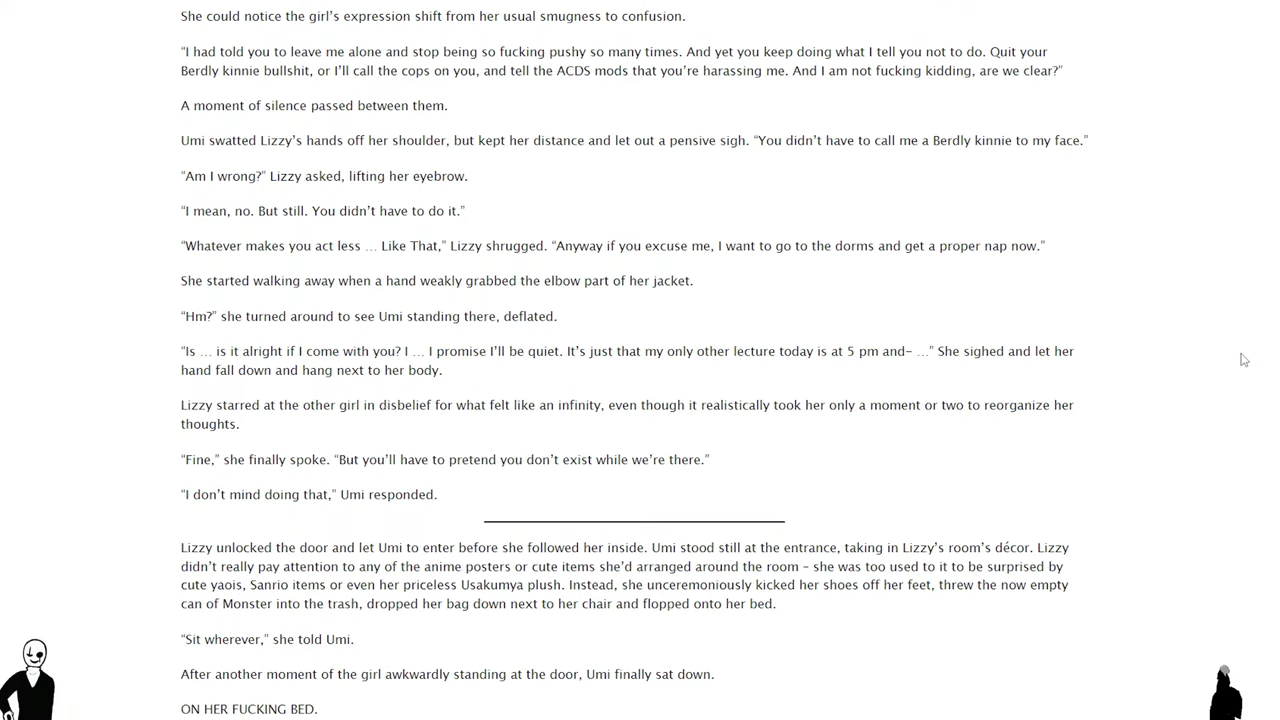 She could notice the girl’s expression shift from her usual smugness to confusion.
“I had told you to leave me alone and stop being so fucking pushy so many times. And yet you keep doing what I tell you not to do. Quit your
Berdly kinnie bullshit, or I’ll call the cops on you, and tell the ACDS mods that you’re harassing me. And I am not fucking kidding, are we clear?”
A moment of silence passed between them.
Umi swatted Lizzy’s hands off her shoulder, but kept her distance and let out a pensive sigh. “You didn’t have to call me a Berdly kinnie to my face.”
“Am I wrong?” Lizzy asked, lifting her eyebrow.
“I mean, no. But still. You didn’t have to do it.”
“Whatever makes you act less … Like That,” Lizzy shrugged. “Anyway if you excuse me, I want to go to the dorms and get a proper nap now.”
She started walking away when a hand weakly grabbed the elbow part of her jacket.
“Hm?” she turned around to see Umi standing there, deflated.
“Is … is it alright if I come with you? I … I promise I’ll be quiet. It’s just that my only other lecture today is at 5 pm and– …” She sighed and let her
hand fall down and hang next to her body.
Lizzy starred at the other girl in disbelief for what felt like an infinity, even though it realistically took her only a moment or two to reorganize her
thoughts.
“Fine,” she finally spoke. “But you’ll have to pretend you don’t exist while we’re there.”
“I don’t mind doing that,” Umi responded.
Lizzy unlocked the door and let Umi to enter before she followed her inside. Umi stood still at the entrance, taking in Lizzy’s room’s décor. Lizzy
didn’t really pay attention to any of the anime posters or cute items she’d arranged around the room – she was too used to it to be surprised by
cute yaois, Sanrio items or even her priceless Usakumya plush. Instead, she unceremoniously kicked her shoes off her feet, threw the now empty
can of Monster into the trash, dropped her bag down next to her chair and flopped onto her bed.
“Sit wherever,” she told Umi.
After another moment of the girl awkwardly standing at the door, Umi finally sat down.
ON HER FUCKING BED.